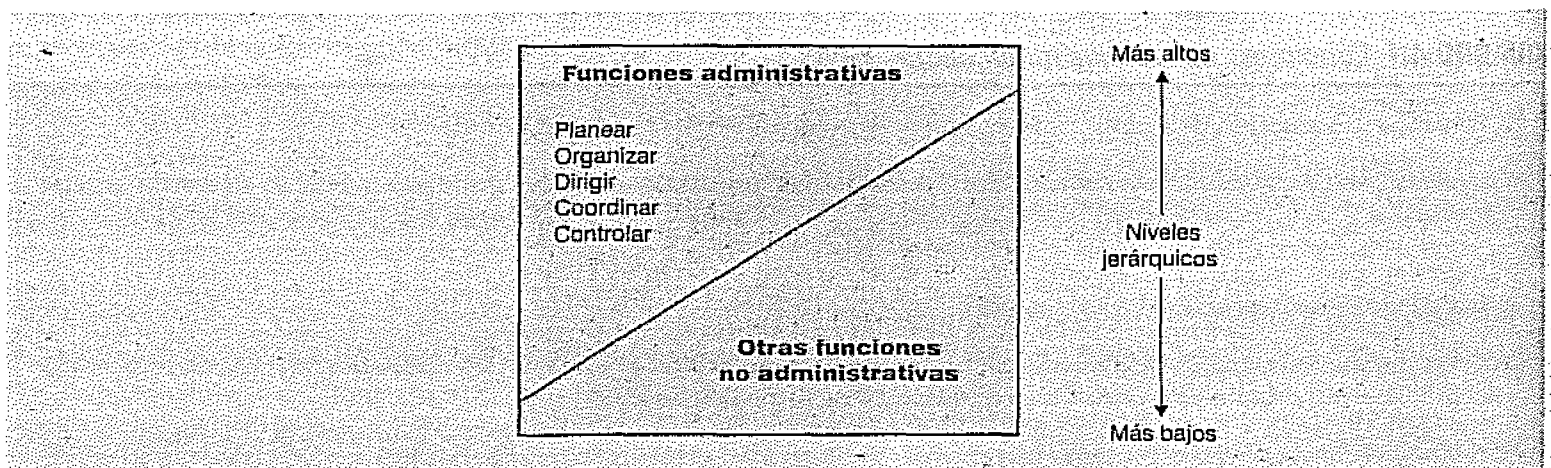 Funciones administrativas
Planear
Organizar
Dirigir
Coordinar
Controlar
Otras funciones
no administrativas
Más altos
Niveles
jerárquicos
Más bajos